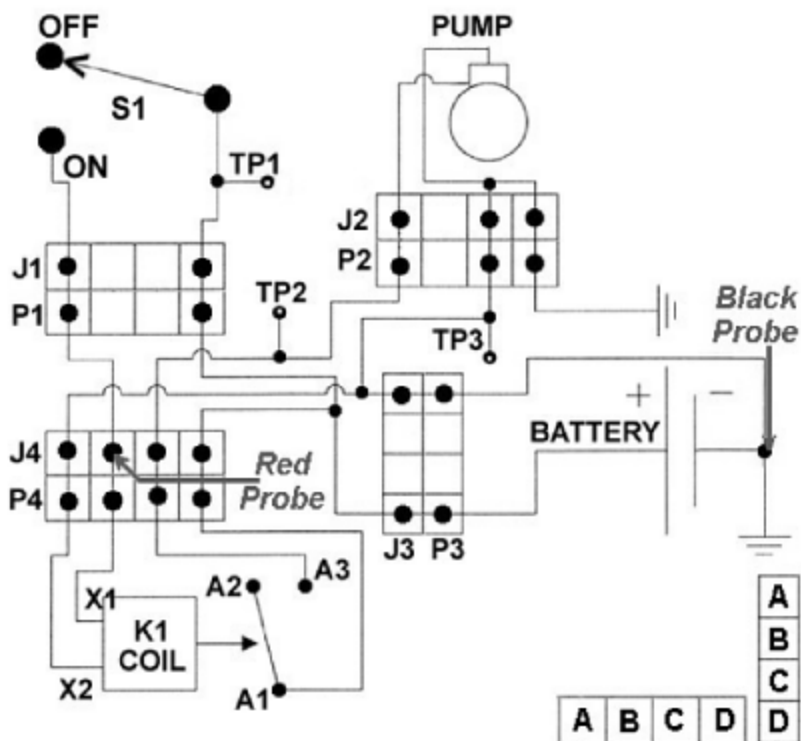 OFF
PUMP
S1
ON
TP1
J2
J1
P2
TP2
Black
Probe
P1
TP3
+ −
BATTERY
J4
Red
Probe
P4
J3 P3
A3
A2
X1
K1
COIL
X2
A1
A
B
C
D
A B C D